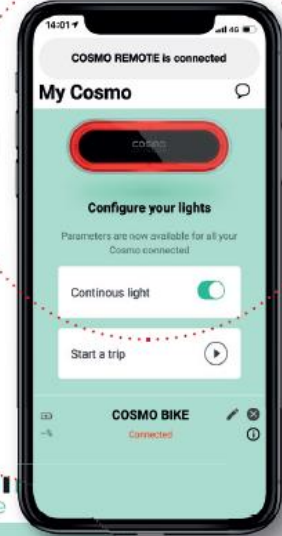 14:01
4G
COSMO REMOTE is connected
My Cosmo
COSMO
Configure your lights
Parameters are now available for all your
Cosmo connected
Continous light
Start a trip
COSMO BIKE
Connected